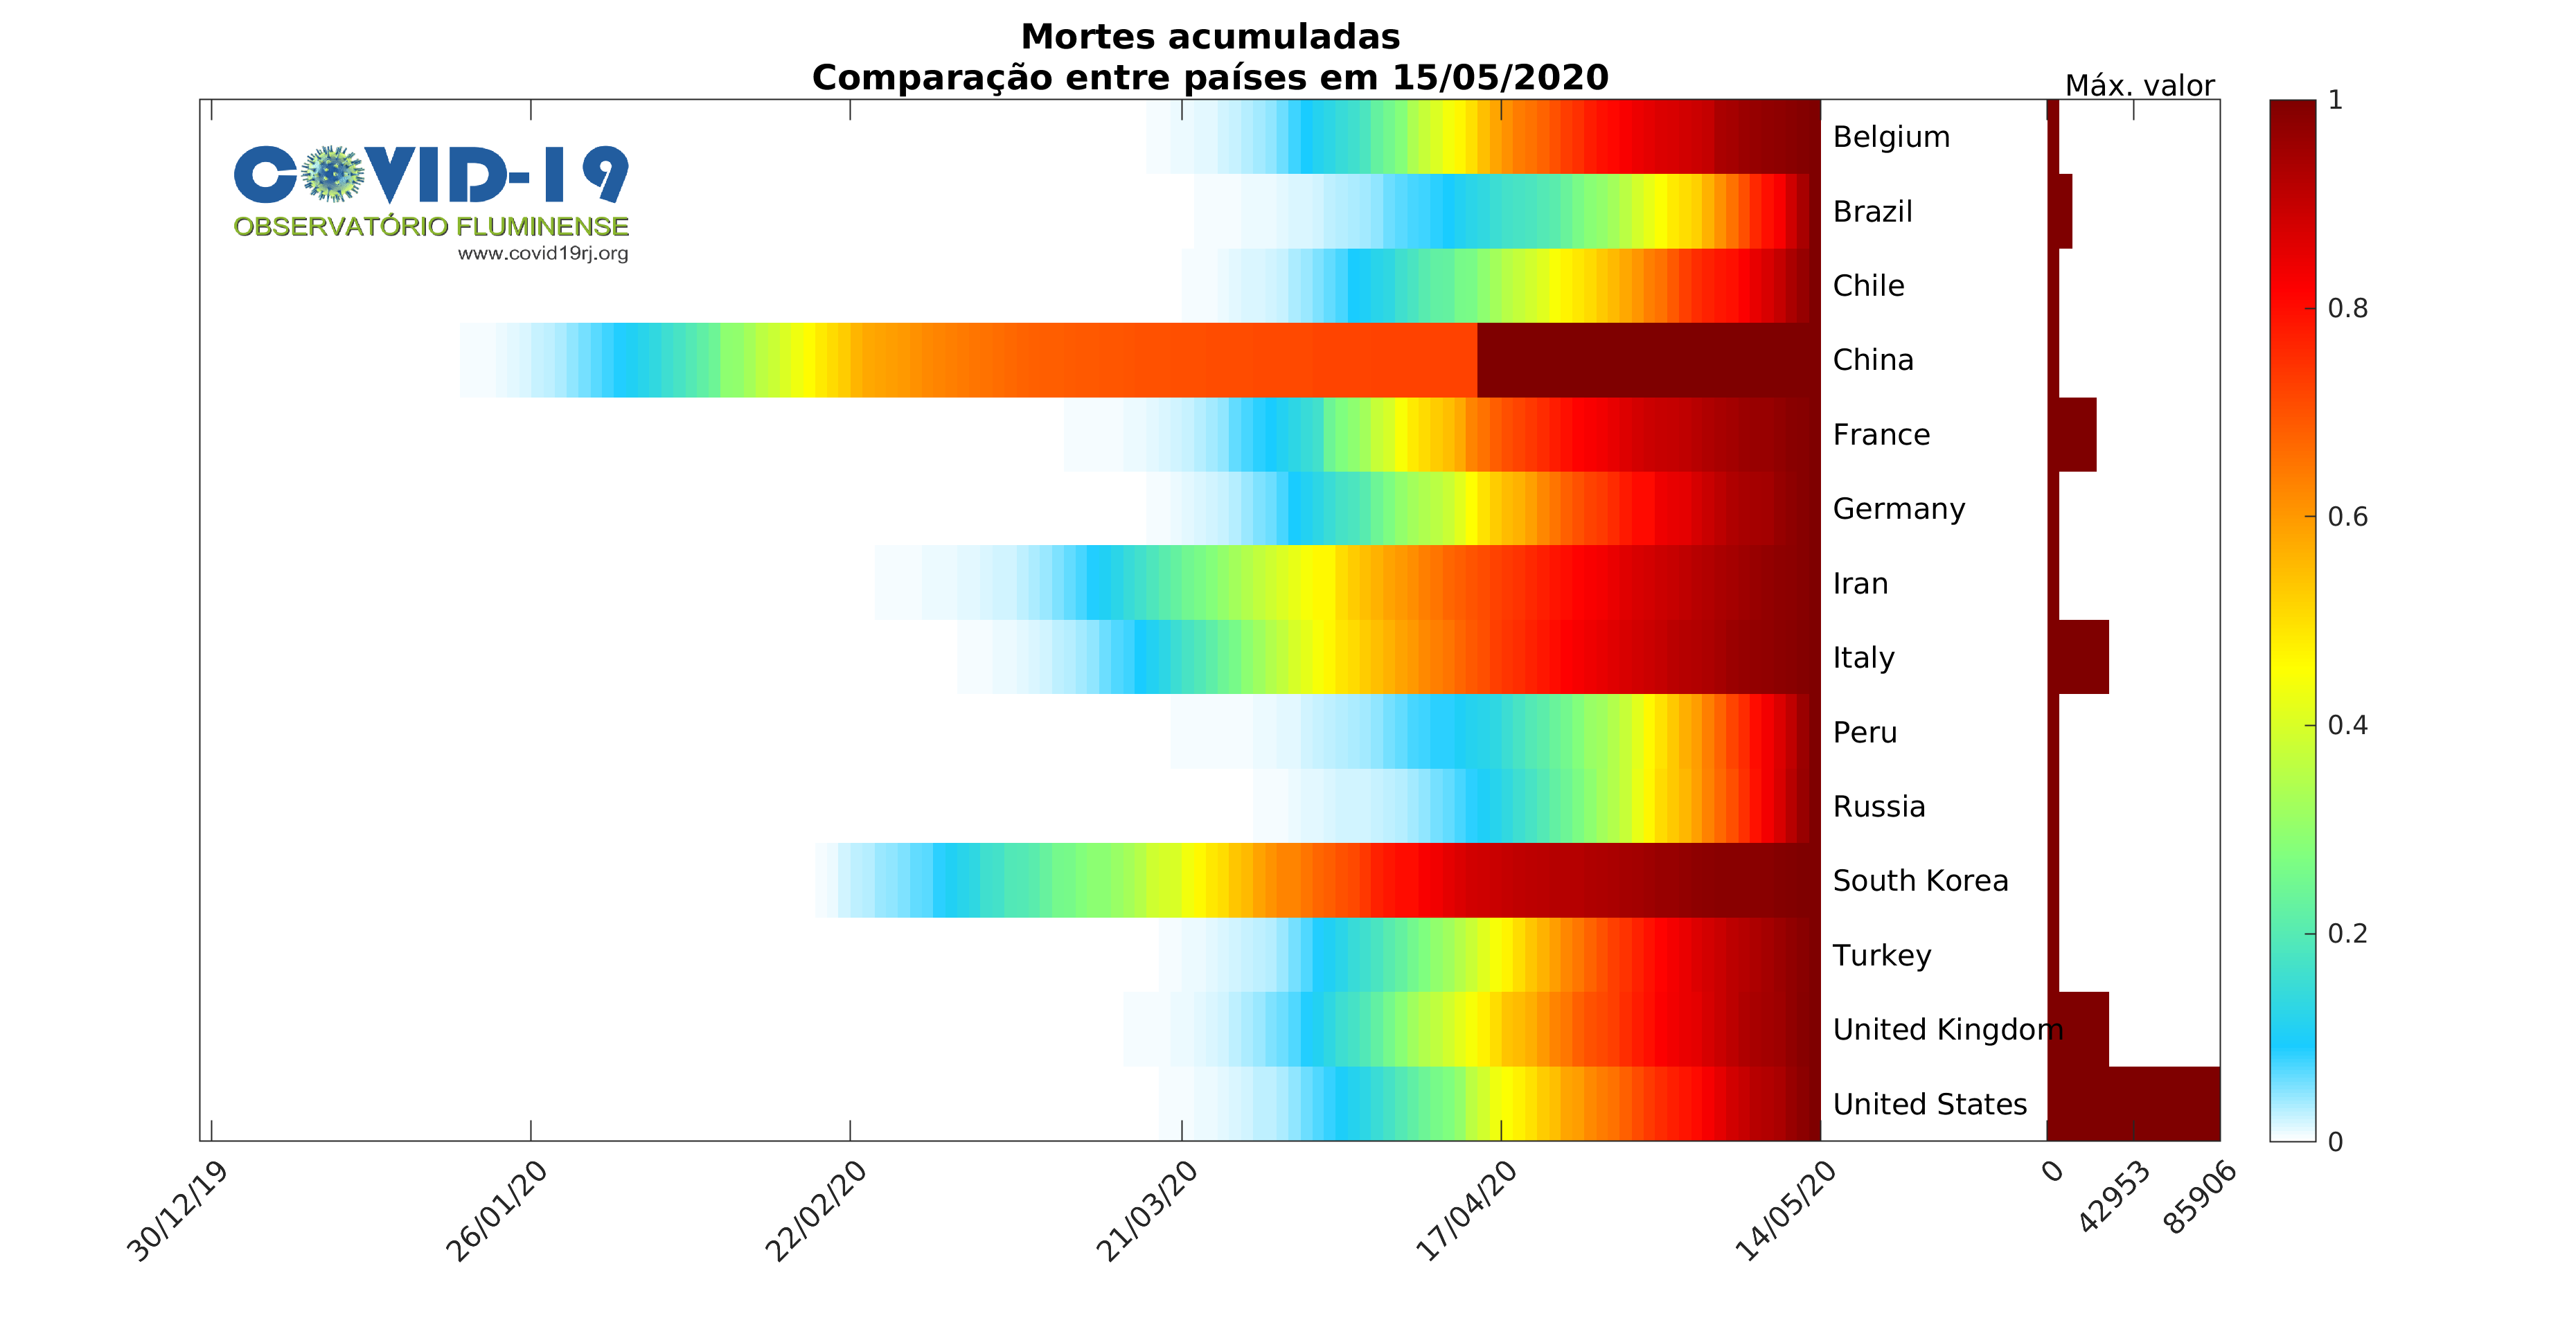 Mortes acumuladas
Comparação entre países em 15/05/2020
Máx. valor
COVID-19
OBSERVATÓRIO FLUMINENSE
www.covid19rj.org
Belgium
Brazil
Chile
China
France
Germany
Iran
Italy
Peru
Russia
South Korea
Turkey
United Kingdom
United States
1
0.8
0.6
0.4
0.2
0
30/12/19
26/01/20
22/02/20
21/03/20
17/04/20
14/05/20
0
42953
85906